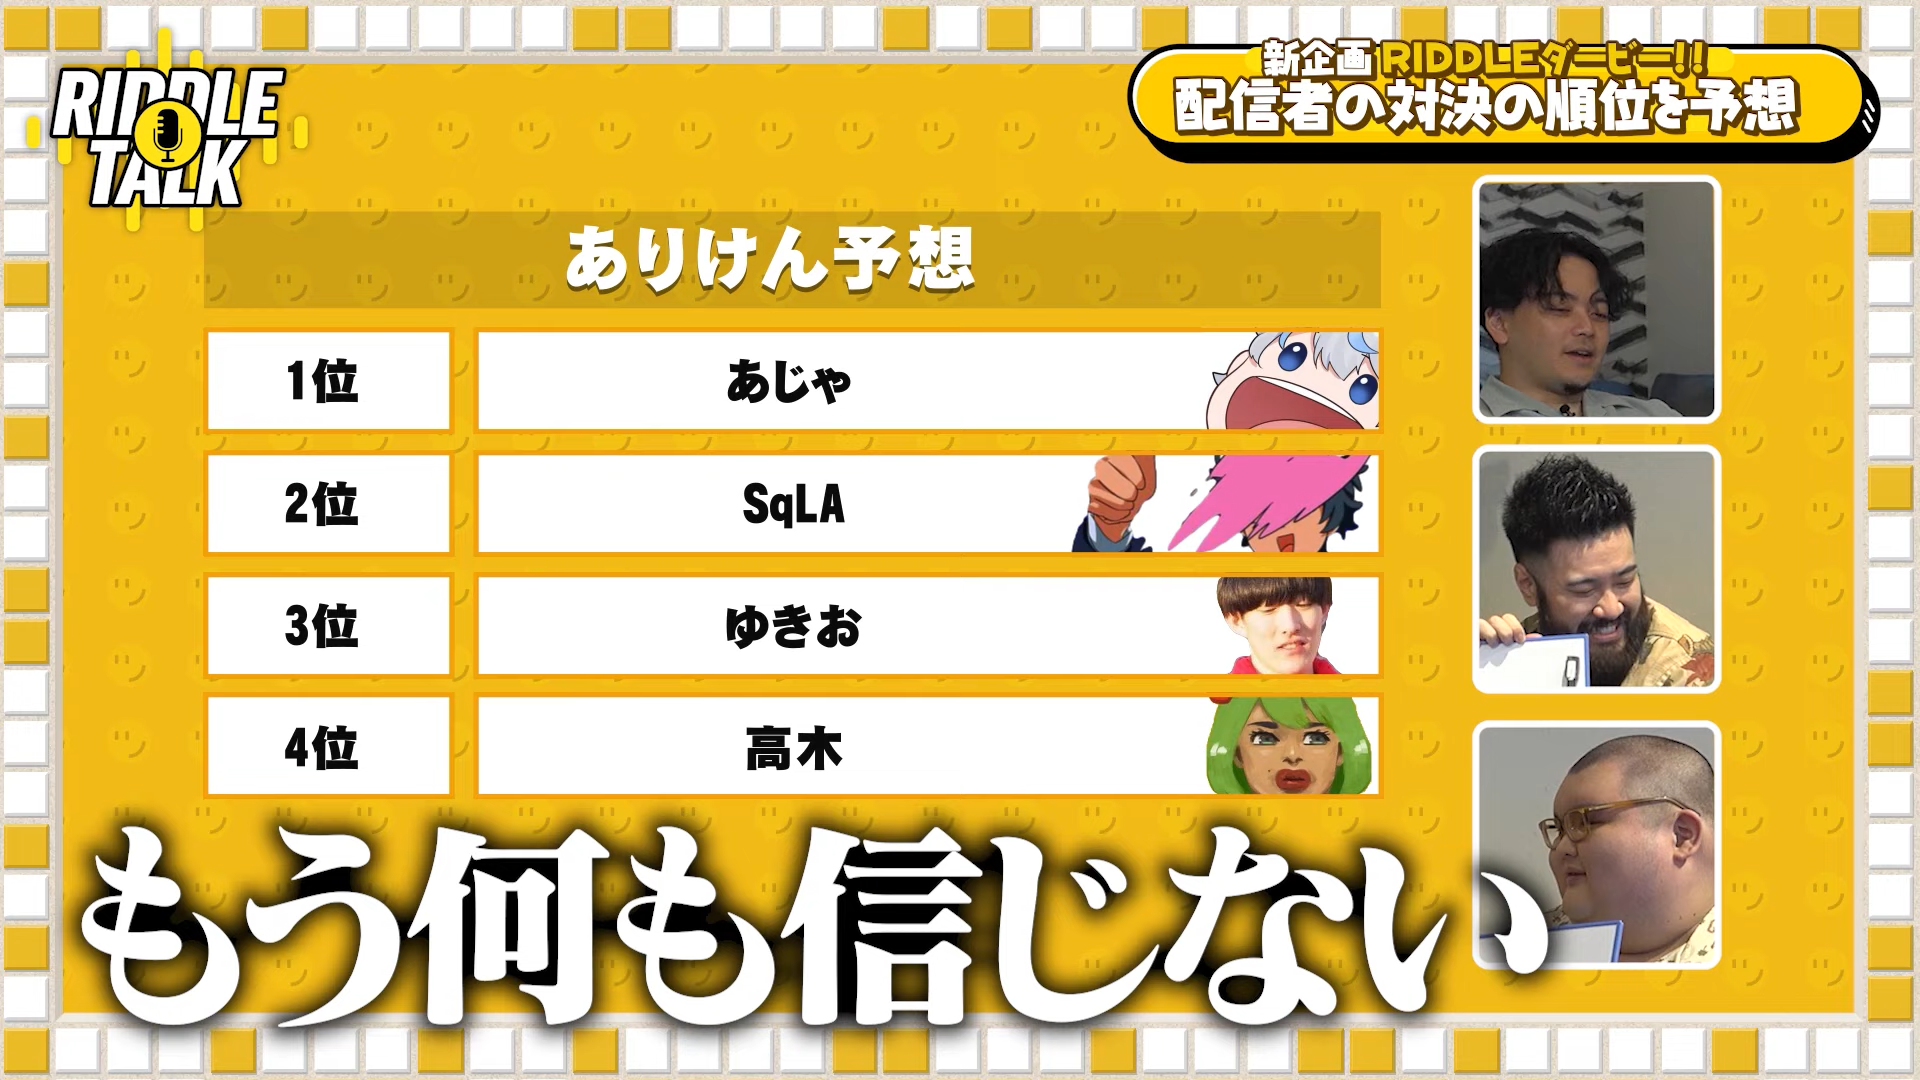 RIDDLE
TALK
新企画 RIDDLEダービー!!
配信者の対決の順位を予想
ありけん予想
1位 あじゃ
2位 SqLA
3位 ゆきお
4位 高木
もう何も信じない